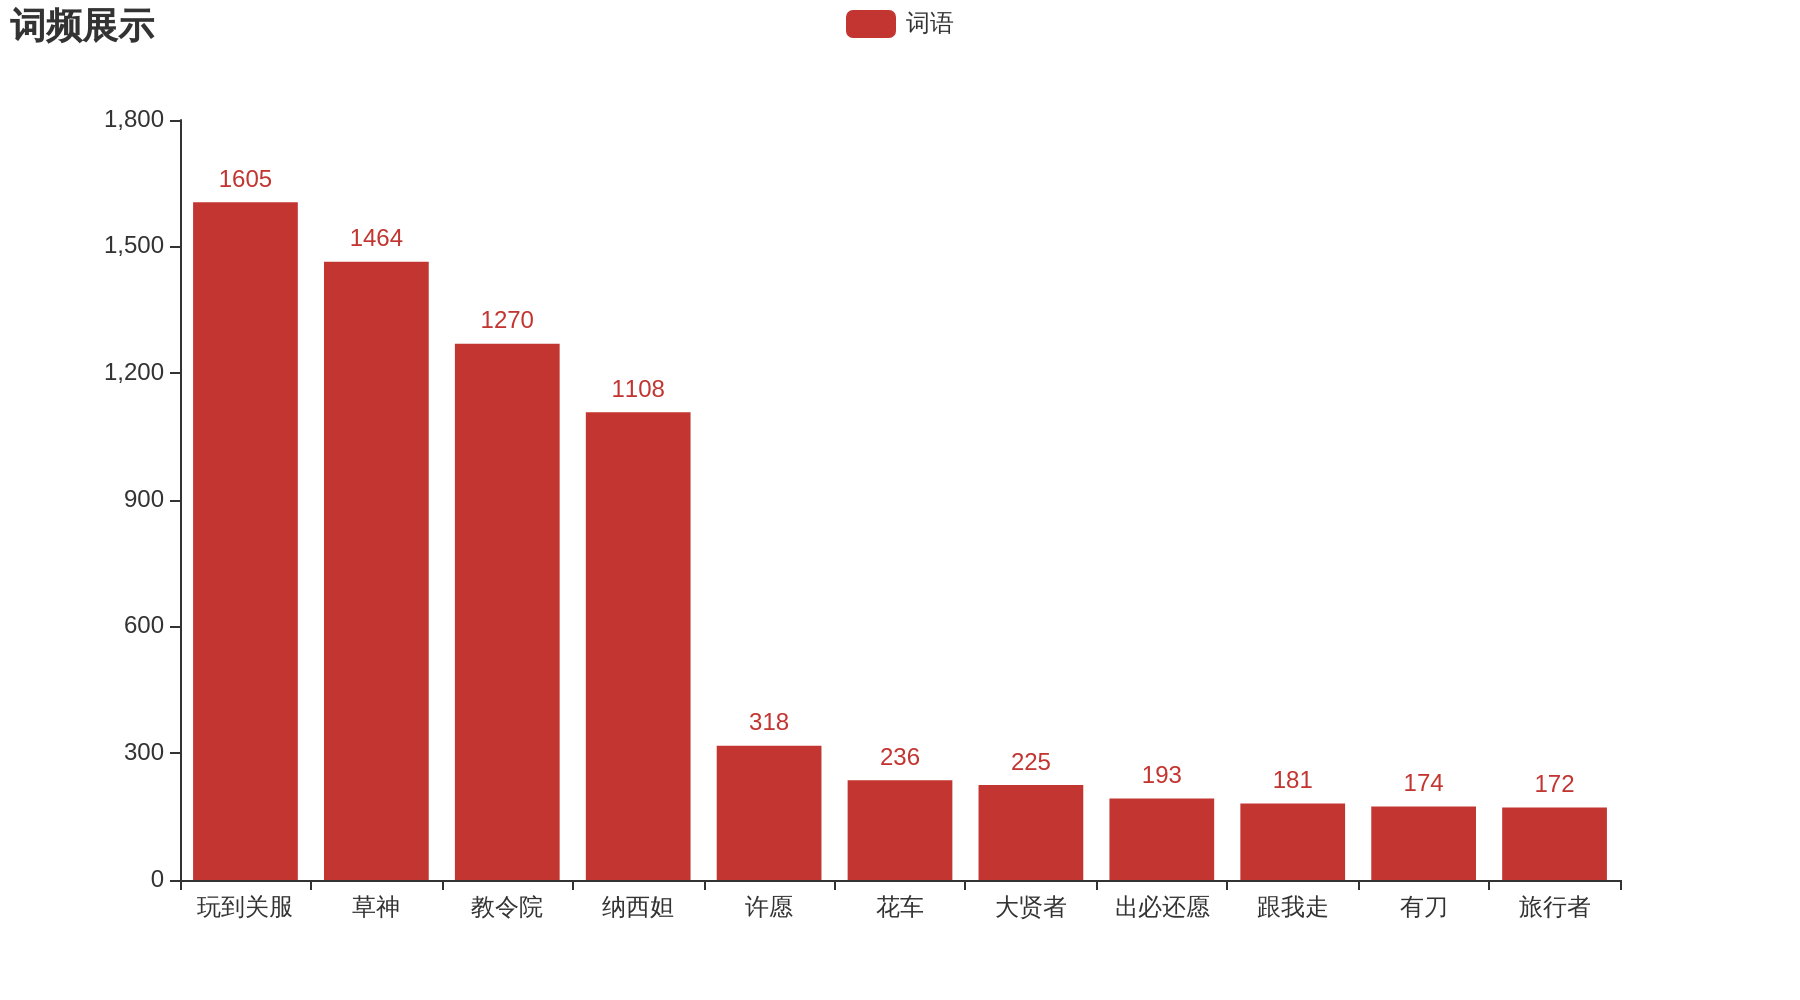 词频展示
词语
1,800
1,500
1,200
900
600
300
0
1605
1464
1270
1108
318
236
225
193
181
174
172
玩到关服
草神
教令院
纳西妲
许愿
花车
大贤者
出必还愿
跟我走
有刀
旅行者